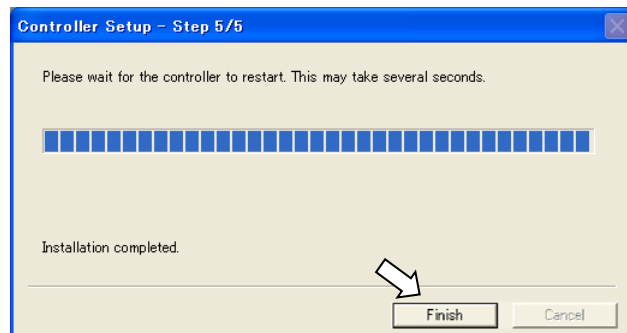 Controller Setup - Step 5/5
Please wait for the controller to restart. This may take several seconds.
Installation completed.
Finish
Cancel